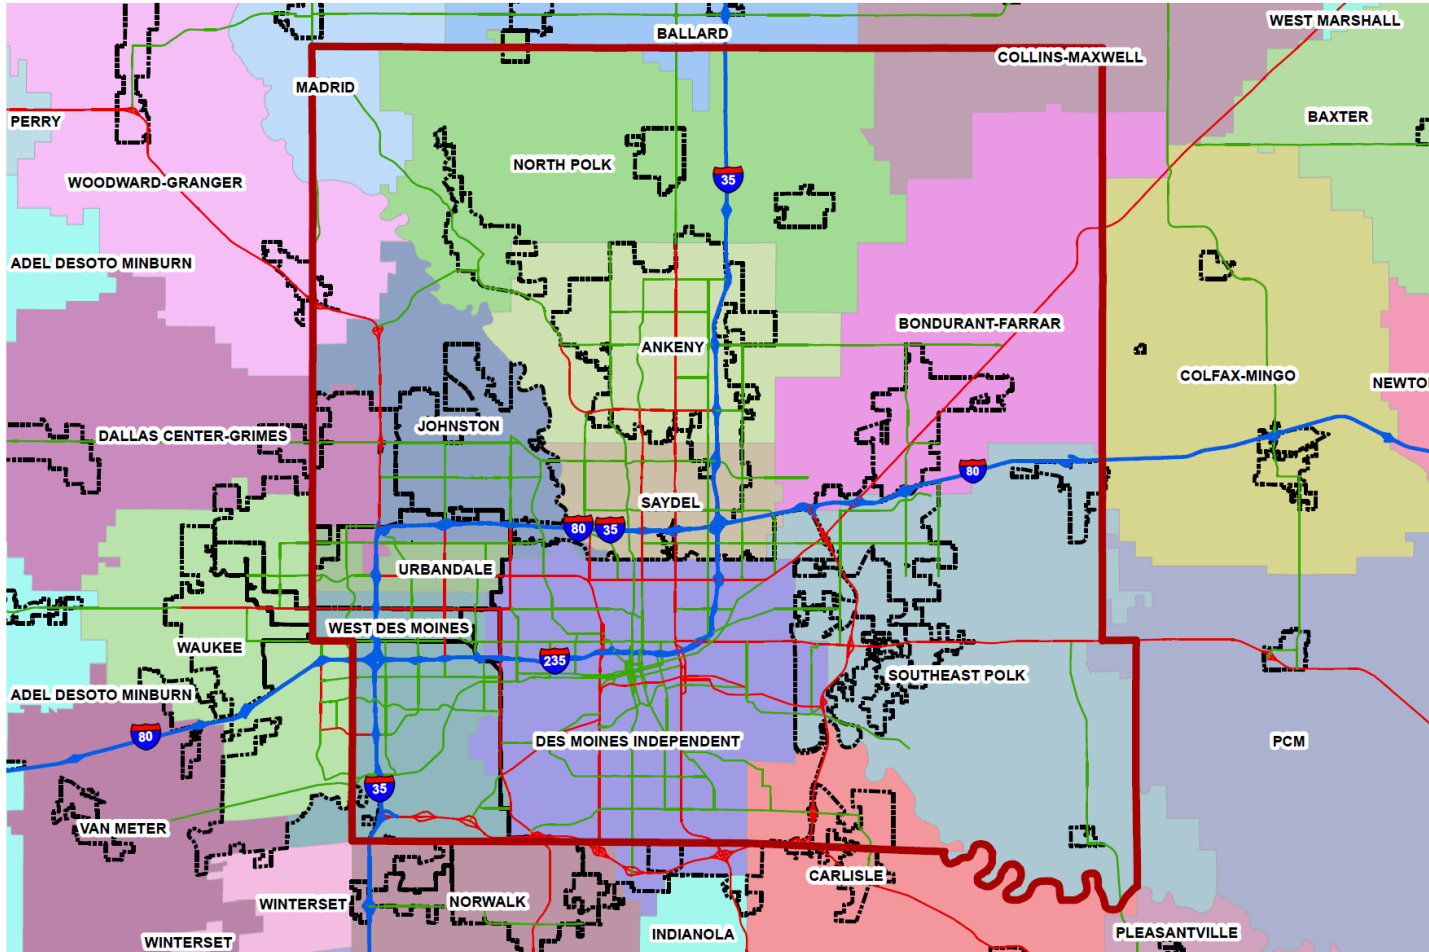 WEST MARSHALL
BALLARD
COLLINS-MAXWELL
MADRID
BAXTER
PERRY
NORTH POLK
35
WOODWARD-GRANGER
ADEL DESOTO MINBURN
BONDURANT-FARRAR
ANKENY
COLFAX-MINGO
NEWTO
JOHNSTON
DALLAS CENTER-GRIMES
80
SAYDEL
80
35
URBANDALE
WEST DES MOINES
WAUKEE
235
SOUTHEAST POLK
ADEL DESOTO MINBURN
80
DES MOINES INDEPENDENT
PCM
35
VAN METER
CARLISLE
WINTERSET
NORWALK
INDIANOLA
PLEASANTVILLE
WINTERSET